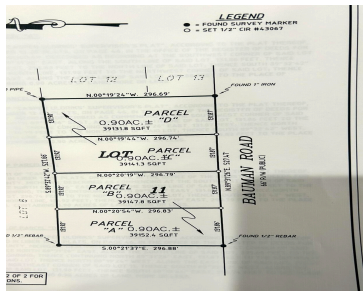 LEGEND
● = FOUND SURVEY MARKER
○ = SET 1/2" CIR #43067
LOT 12
LOT 13
PIPE
N.00°19'24"W. 296.69'
FOUND 1" IRON
PARCEL
"D"
0.90AC.±
39131.8 SQFT
N.00°19'44"W. 296.74'
LOT
PARCEL
"C"
0.90AC.±
39141.3 SQFT
N.00°20'19"W. 296.79'
PARCEL
"B"
11
0.90AC.±
39147.8 SQFT
N.00°20'54"W. 296.83'
PARCEL
"A"
0.90AC.±
39152.4 SQFT
S.00°21'37"E. 296.88'
BAUMAN ROAD
FOUND 1/2" REBAR
1/2" REBAR
2 OF 2 FOR
ONS.